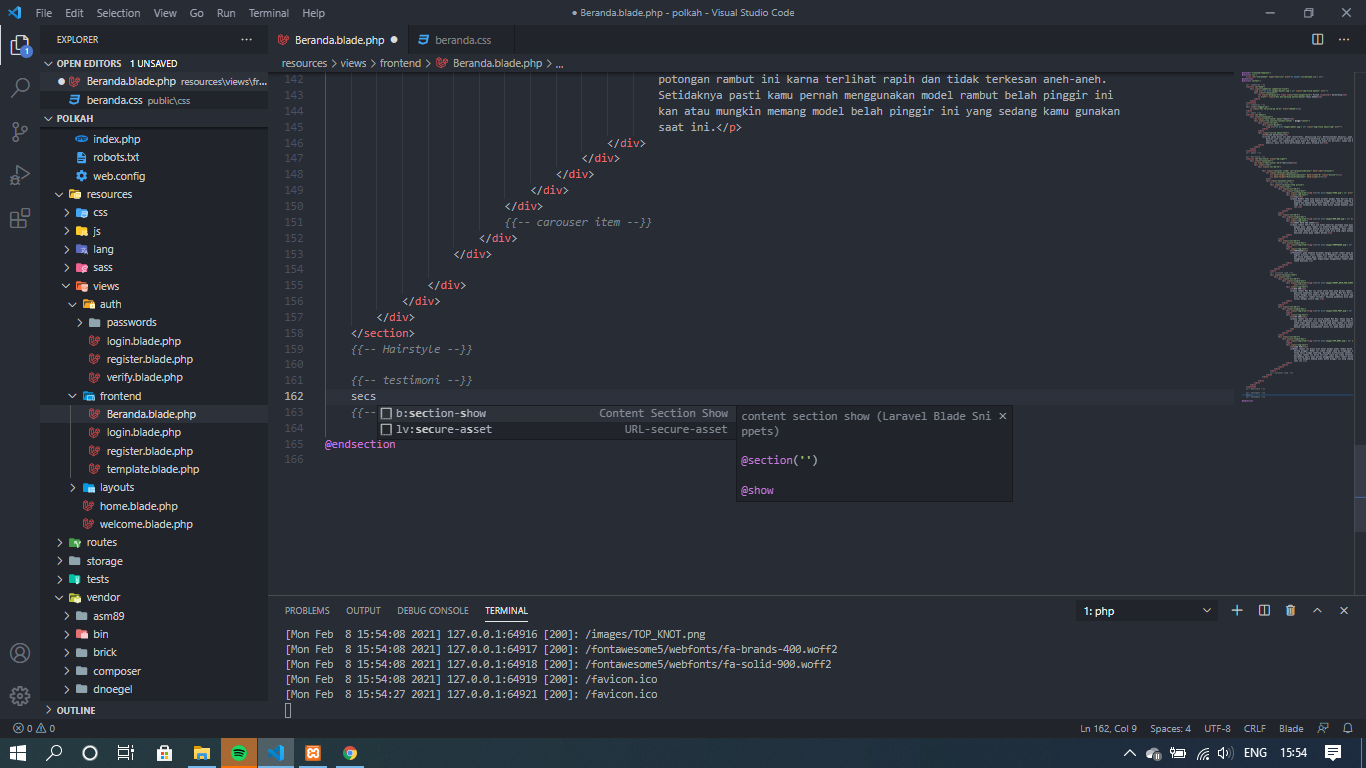 File Edit Selection View Go Run Terminal Help
● Beranda.blade.php - polkah - Visual Studio Code
EXPLORER
OPEN EDITORS 1 UNSAVED
Beranda.blade.php resources\views\fr...
beranda.css public\css
POLKAH
index.php
robots.txt
web.config
resources
css
js
lang
sass
views
auth
passwords
login.blade.php
register.blade.php
verify.blade.php
frontend
Beranda.blade.php
login.blade.php
register.blade.php
template.blade.php
layouts
home.blade.php
welcome.blade.php
routes
storage
tests
vendor
asm89
bin
brick
composer
dnoegel
OUTLINE
1
Beranda.blade.php
beranda.css
resources > views > frontend > Beranda.blade.php > ...
142 potongan rambut ini karna terlihat rapih dan tidak terkesan aneh-aneh.
143 Setidaknya pasti kamu pernah menggunakan model rambut belah pinggir ini
144 kan atau mungkin memang model belah pinggir ini yang sedang kamu gunakan
145 saat ini.</p>
146 </div>
147 </div>
148 </div>
149 </div>
150 </div>
151 {{-- carouser item --}}
152 </div>
153 </div>
154
155 </div>
156 </div>
157 </div>
158 </section>
159 {{-- Hairstyle --}}
160
161 {{-- testimoni --}}
162 secs
163 {{--
164
165 @endsection
166
b:section-show Content Section Show
lv:secure-asset URL-secure-asset
content section show (Laravel Blade Sni
ppets)
@section('')
@show
PROBLEMS OUTPUT DEBUG CONSOLE TERMINAL
1: php
[Mon Feb  8 15:54:08 2021] 127.0.0.1:64916 [200]: /images/TOP_KNOT.png
[Mon Feb  8 15:54:08 2021] 127.0.0.1:64917 [200]: /fontawesome5/webfonts/fa-brands-400.woff2
[Mon Feb  8 15:54:08 2021] 127.0.0.1:64918 [200]: /fontawesome5/webfonts/fa-solid-900.woff2
[Mon Feb  8 15:54:08 2021] 127.0.0.1:64919 [200]: /favicon.ico
[Mon Feb  8 15:54:27 2021] 127.0.0.1:64921 [200]: /favicon.ico
0 0
Ln 162, Col 9 Spaces: 4 UTF-8 CRLF Blade
ENG 15:54